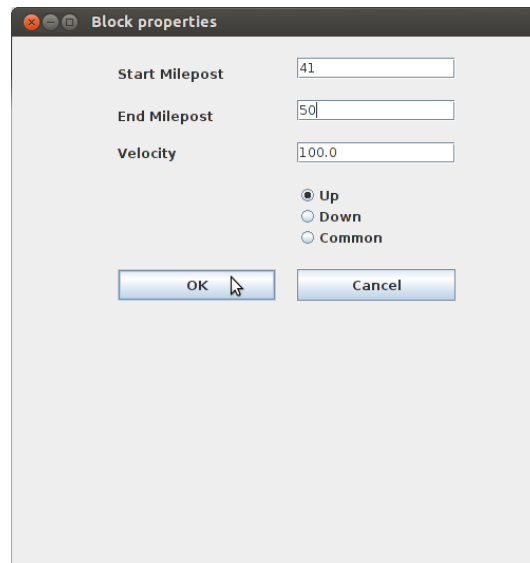 Block properties
Start Milepost 41
End Milepost 50
Velocity 100.0
Up
Down
Common
OK Cancel